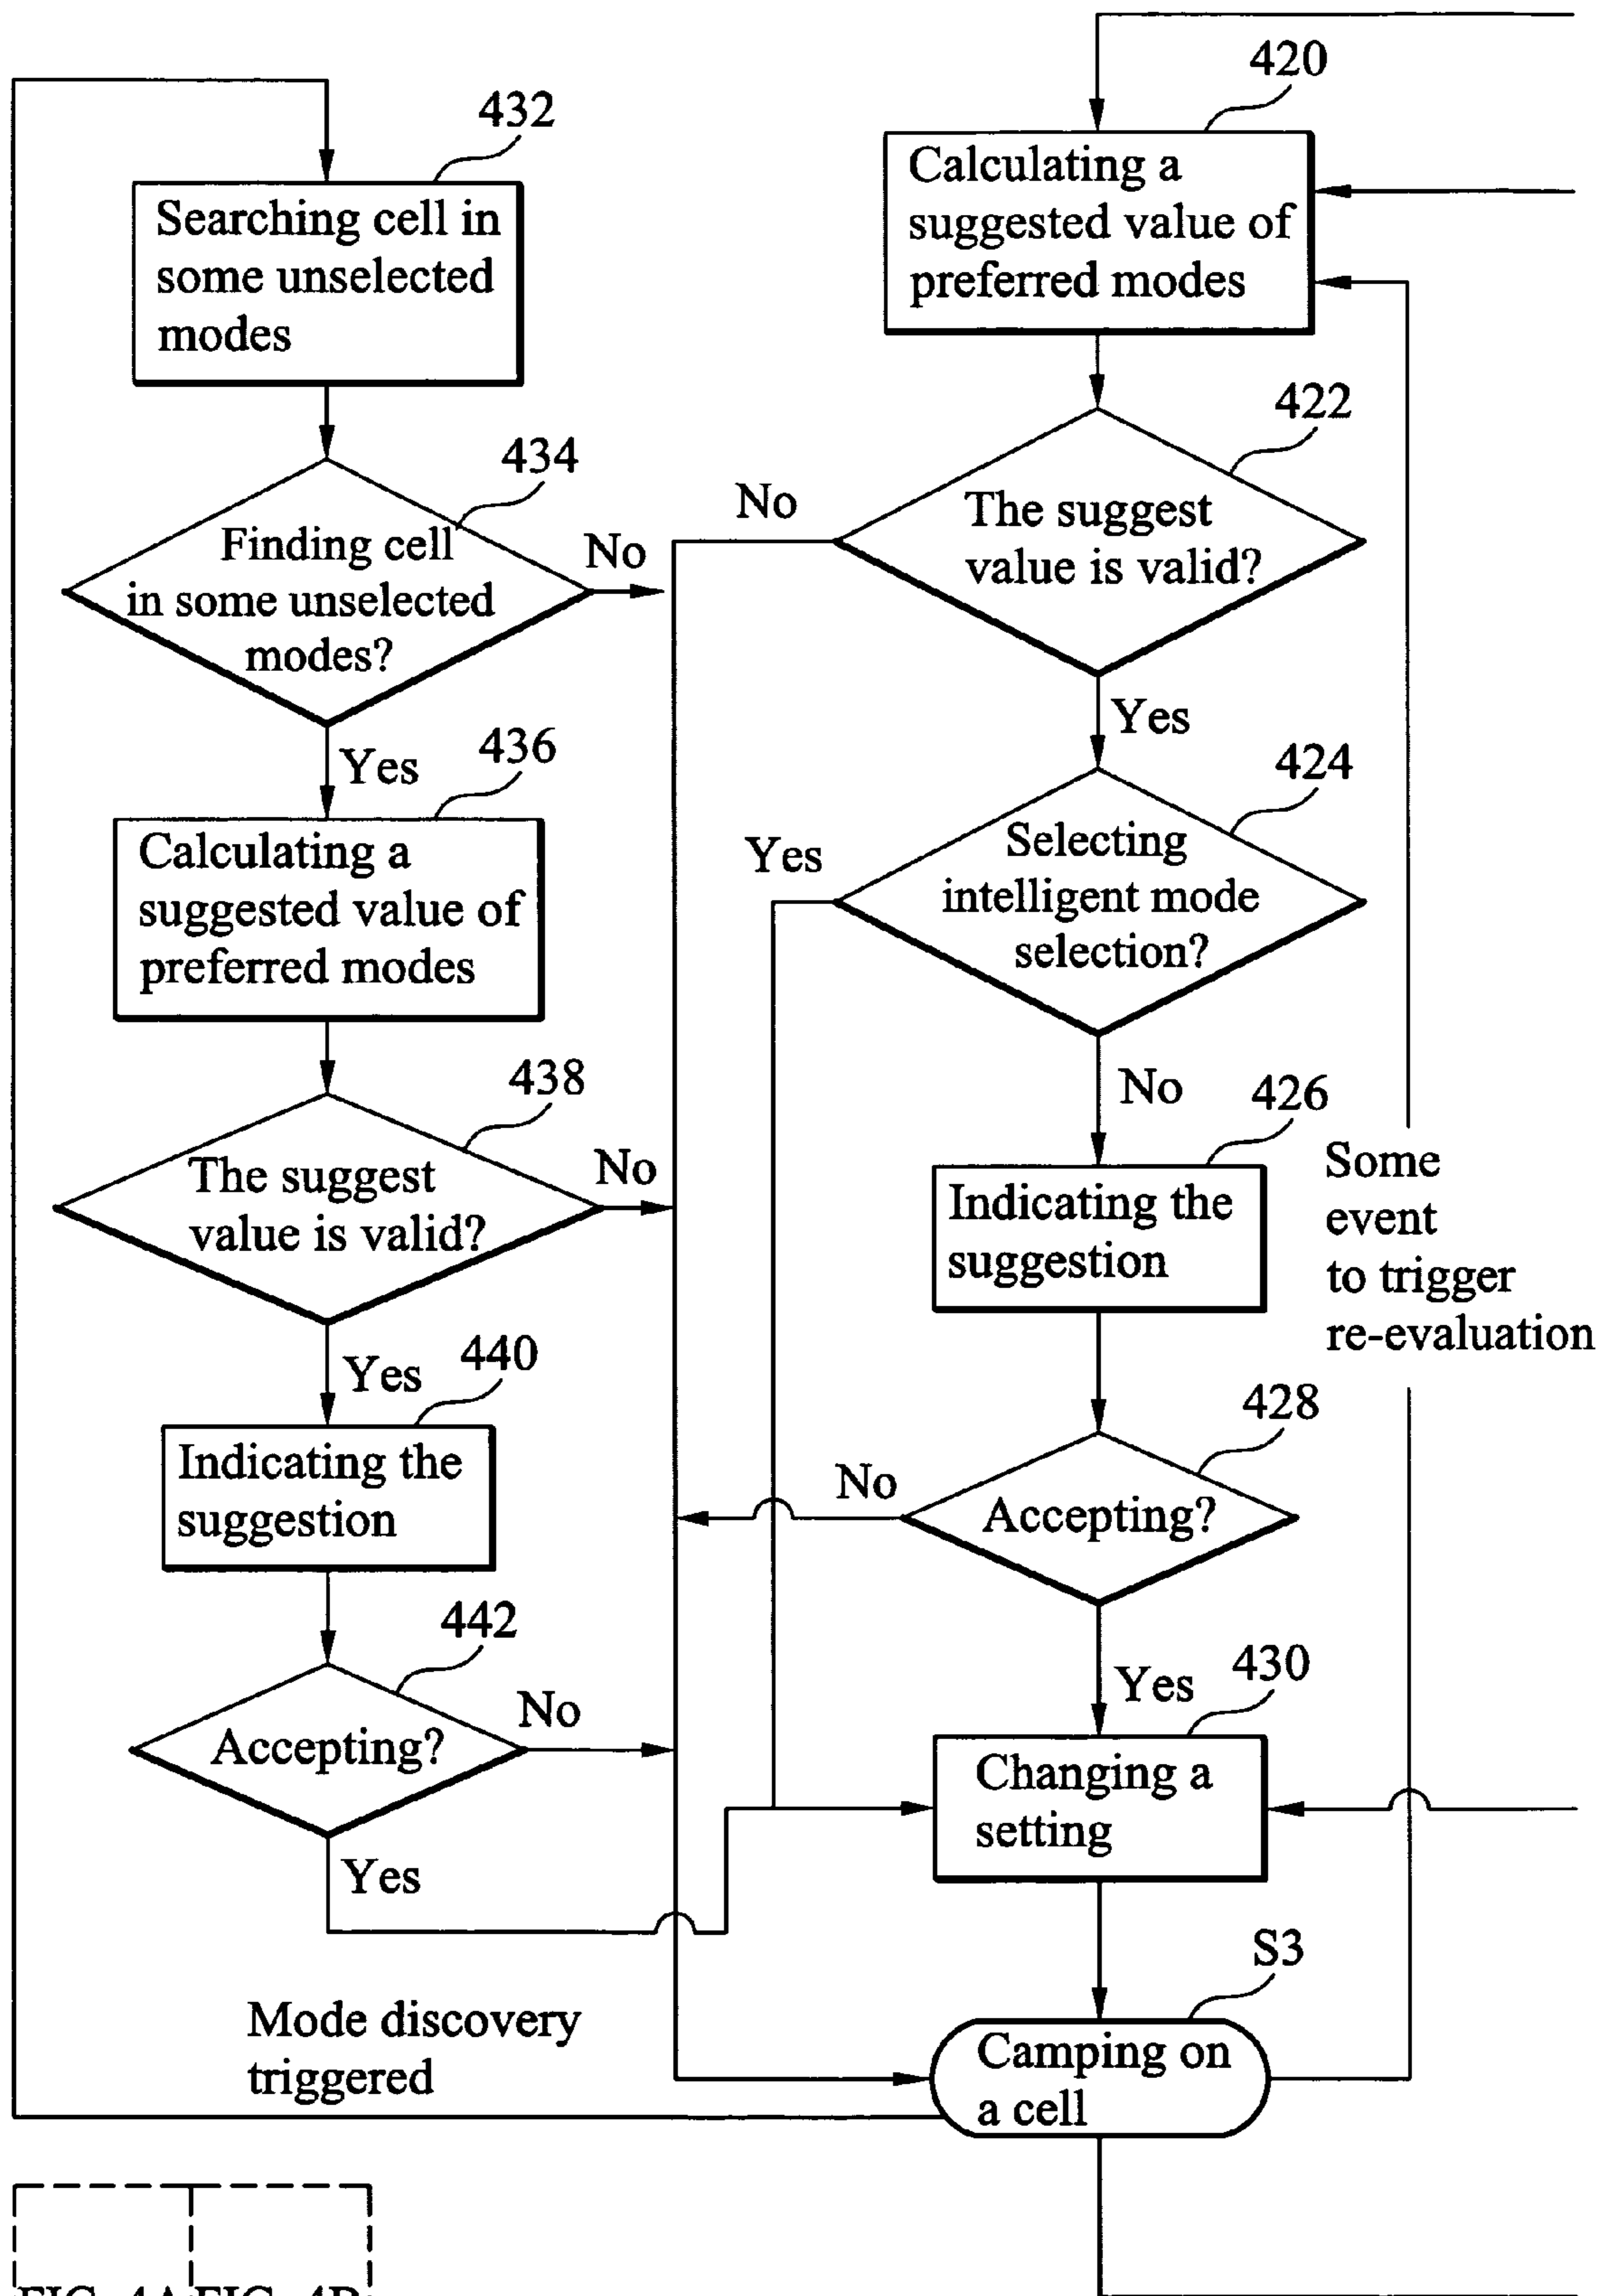 420
432
Calculating a
suggested value of
preferred modes
Searching cell in
some unselected
modes
422
434
No
The suggest
value is valid?
Finding cell
in some unselected
modes?
No
Yes
436
Yes
424
Calculating a
suggested value of
preferred modes
Yes
Selecting
intelligent mode
selection?
438
No
426
The suggest
value is valid?
No
Indicating the
suggestion
Some
event
to trigger
re-evaluation
440
Yes
428
Indicating the
suggestion
No
Accepting?
442
Yes
430
No
Accepting?
Changing a
setting
Yes
S3
Mode discovery
triggered
Camping on
a cell
FIG. 4A
FIG. 4B